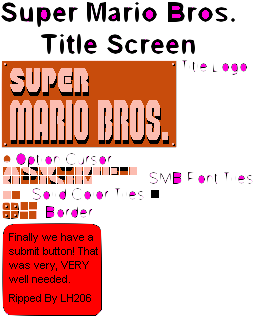 Super Mario Bros.
Title Screen
Title Logo
SUPER
MARIO BROS.
Option Cursor
SMB Font Tiles
Solid Color Tiles
Border
Finally we have a
submit button! That
was very, VERY
well needed.
Ripped By LH206